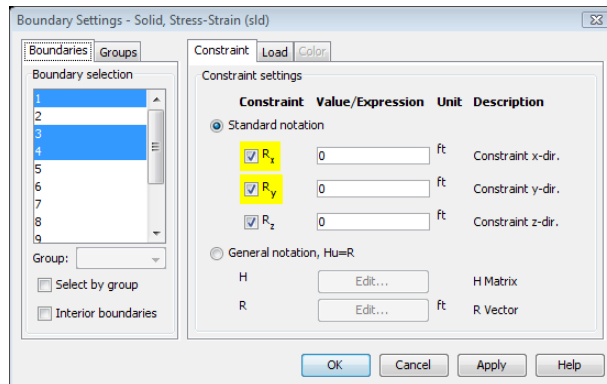 Boundary Settings - Solid, Stress-Strain (sld)
Boundaries Groups
Constraint Load Color
Boundary selection
1
2
3
4
5
6
7
8
9
Group:
Select by group
Interior boundaries
Constraint settings
Constraint Value/Expression Unit Description
Standard notation
Rx 0 ft Constraint x-dir.
Ry 0 ft Constraint y-dir.
Rz 0 ft Constraint z-dir.
General notation, Hu=R
H Edit... H Matrix
R Edit... ft R Vector
OK Cancel Apply Help